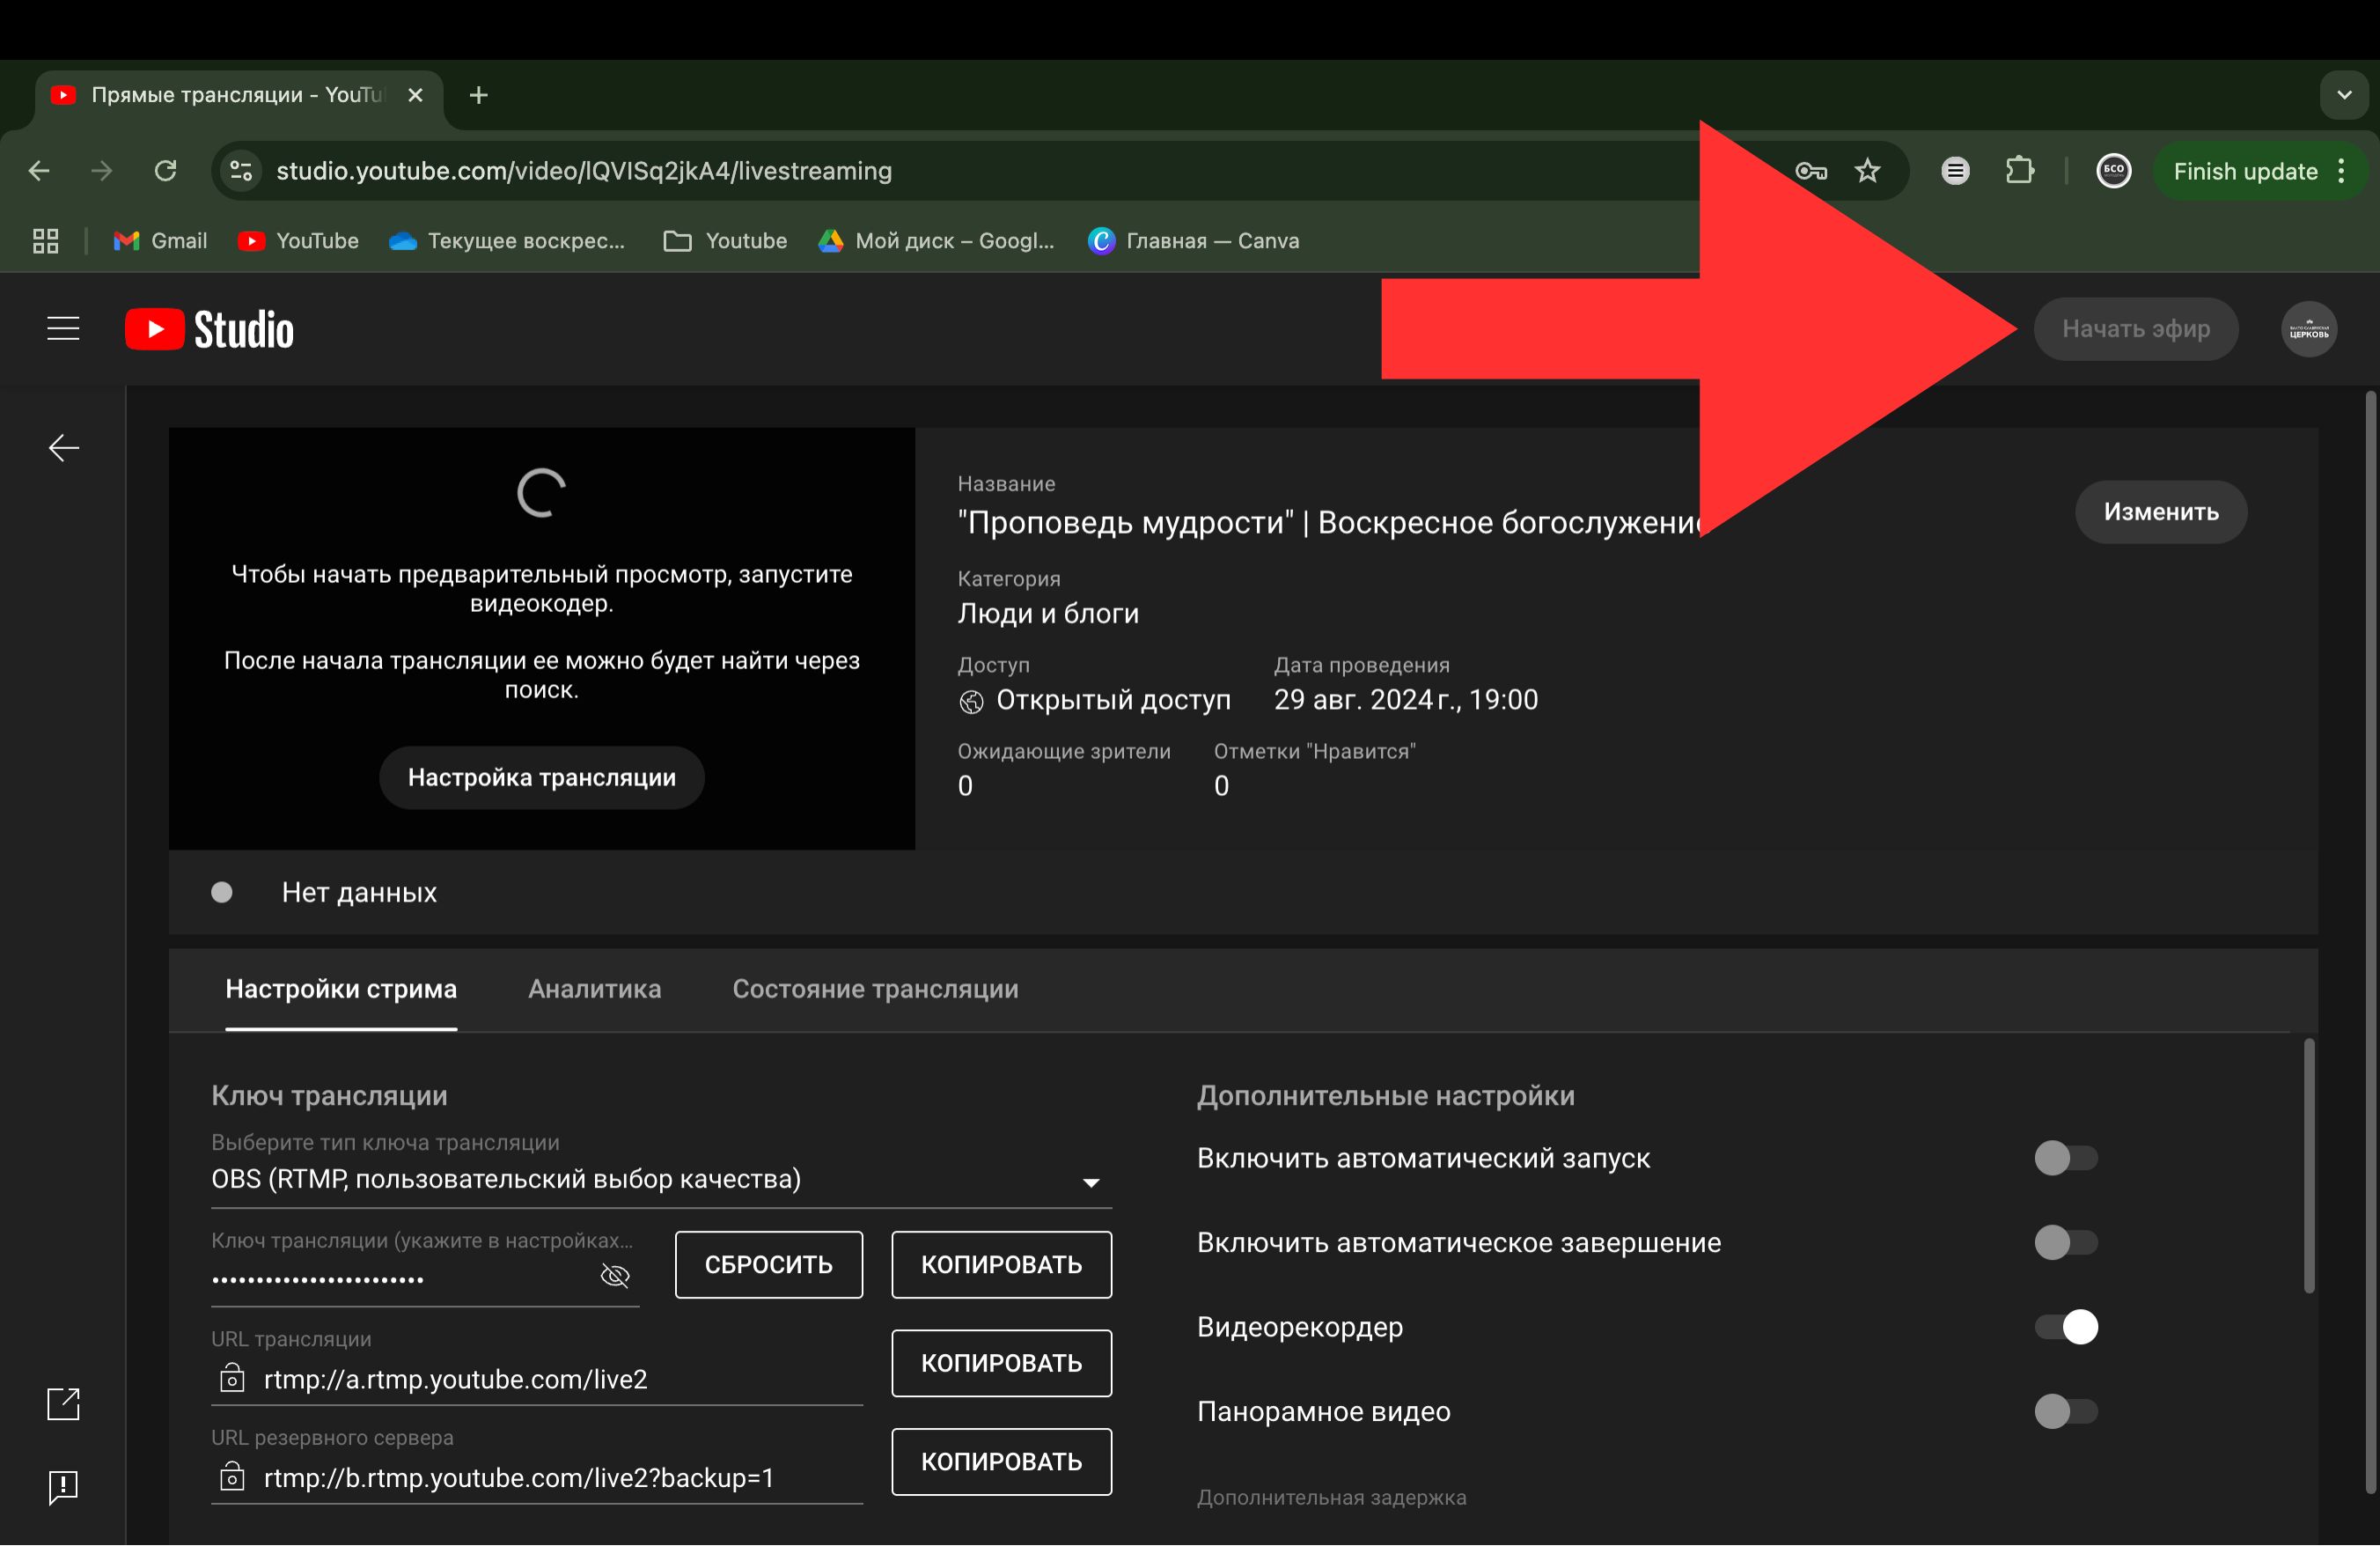 Прямые трансляции - YouTu
studio.youtube.com/video/lQVlSq2jkA4/livestreaming
БСО
Finish update
Gmail
YouTube
Текущее воскрес...
Youtube
Мой диск – Googl...
Главная — Canva
Studio
Начать эфир
ЦЕРКОВЬ
Чтобы начать предварительный просмотр, запустите
видеокодер.
После начала трансляции ее можно будет найти через
поиск.
Настройка трансляции
Название
"Проповедь мудрости" | Воскресное богослужение
Изменить
Категория
Люди и блоги
Доступ
Дата проведения
Открытый доступ
29 авг. 2024 г., 19:00
Ожидающие зрители
Отметки "Нравится"
0
0
Нет данных
Настройки стрима
Аналитика
Состояние трансляции
Ключ трансляции
Выберите тип ключа трансляции
OBS (RTMP, пользовательский выбор качества)
Ключ трансляции (укажите в настройках...
••••••••••••••••••••••••
СБРОСИТЬ
КОПИРОВАТЬ
URL трансляции
rtmp://a.rtmp.youtube.com/live2
КОПИРОВАТЬ
URL резервного сервера
rtmp://b.rtmp.youtube.com/live2?backup=1
КОПИРОВАТЬ
Дополнительные настройки
Включить автоматический запуск
Включить автоматическое завершение
Видеорекордер
Панорамное видео
Дополнительная задержка